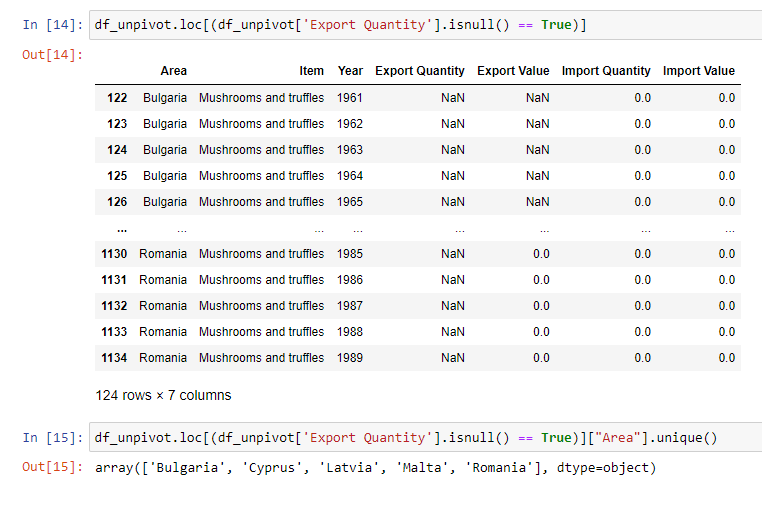 In [14]: df_unpivot.loc[(df_unpivot['Export Quantity'].isnull() == True)]
Out[14]:
Area Item Year Export Quantity Export Value Import Quantity Import Value
122 Bulgaria Mushrooms and truffles 1961 NaN NaN 0.0 0.0
123 Bulgaria Mushrooms and truffles 1962 NaN NaN 0.0 0.0
124 Bulgaria Mushrooms and truffles 1963 NaN NaN 0.0 0.0
125 Bulgaria Mushrooms and truffles 1964 NaN NaN 0.0 0.0
126 Bulgaria Mushrooms and truffles 1965 NaN NaN 0.0 0.0
... ... ... ... ... ... ... ...
1130 Romania Mushrooms and truffles 1985 NaN 0.0 0.0 0.0
1131 Romania Mushrooms and truffles 1986 NaN 0.0 0.0 0.0
1132 Romania Mushrooms and truffles 1987 NaN 0.0 0.0 0.0
1133 Romania Mushrooms and truffles 1988 NaN 0.0 0.0 0.0
1134 Romania Mushrooms and truffles 1989 NaN 0.0 0.0 0.0
124 rows × 7 columns
In [15]: df_unpivot.loc[(df_unpivot['Export Quantity'].isnull() == True)]["Area"].unique()
Out[15]: array(['Bulgaria', 'Cyprus', 'Latvia', 'Malta', 'Romania'], dtype=object)